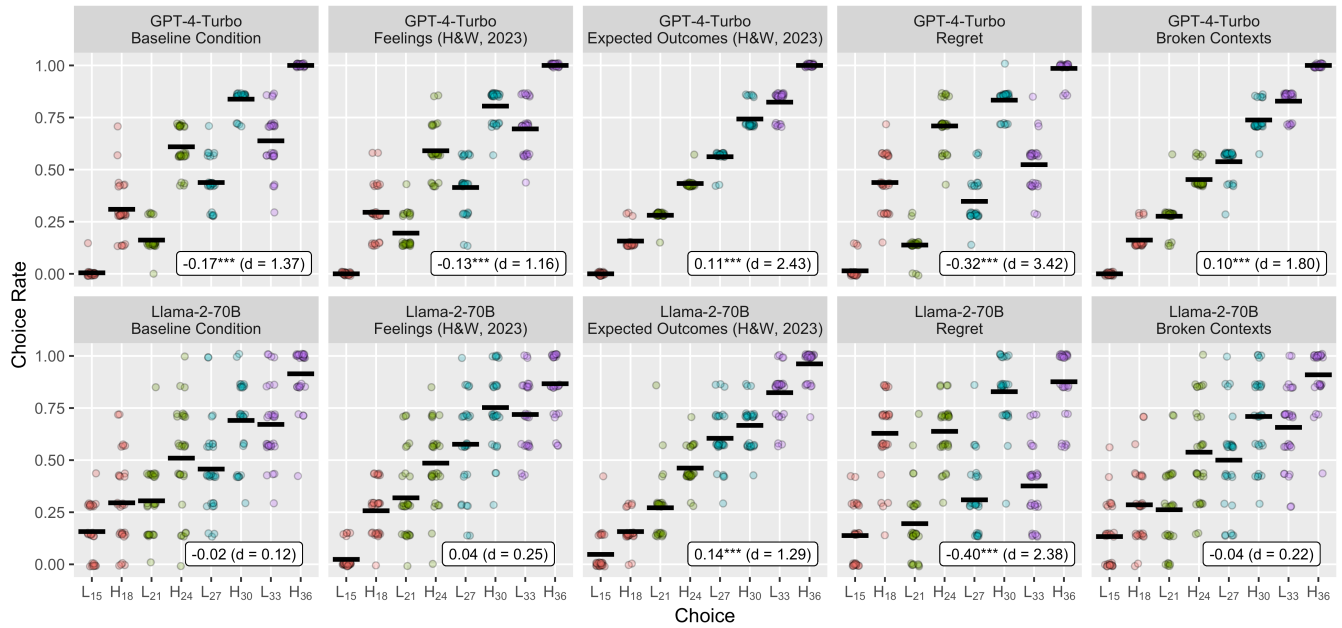 GPT-4-Turbo
Baseline Condition
GPT-4-Turbo
Feelings (H&W, 2023)
GPT-4-Turbo
Expected Outcomes (H&W, 2023)
GPT-4-Turbo
Regret
GPT-4-Turbo
Broken Contexts
1.00
0.75
0.50
0.25
0.00
-0.17*** (d = 1.37)
-0.13*** (d = 1.16)
0.11*** (d = 2.43)
-0.32*** (d = 3.42)
0.10*** (d = 1.80)
Choice Rate
Llama-2-70B
Baseline Condition
Llama-2-70B
Feelings (H&W, 2023)
Llama-2-70B
Expected Outcomes (H&W, 2023)
Llama-2-70B
Regret
Llama-2-70B
Broken Contexts
1.00
0.75
0.50
0.25
0.00
-0.02 (d = 0.12)
0.04 (d = 0.25)
0.14*** (d = 1.29)
-0.40*** (d = 2.38)
-0.04 (d = 0.22)
L15 H18 L21 H24 L27 H30 L33 H36
L15 H18 L21 H24 L27 H30 L33 H36
L15 H18 L21 H24 L27 H30 L33 H36
L15 H18 L21 H24 L27 H30 L33 H36
L15 H18 L21 H24 L27 H30 L33 H36
Choice